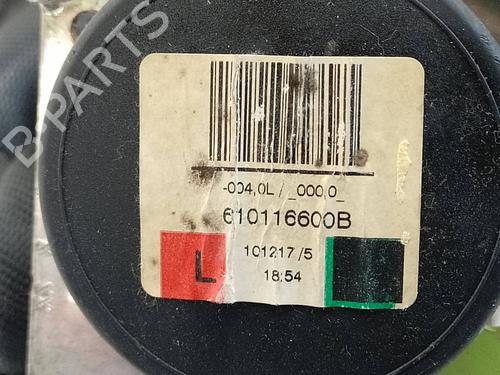 B-PARTS
-004,0L / _000,0_
610116600B
L
101217 /5
18:54